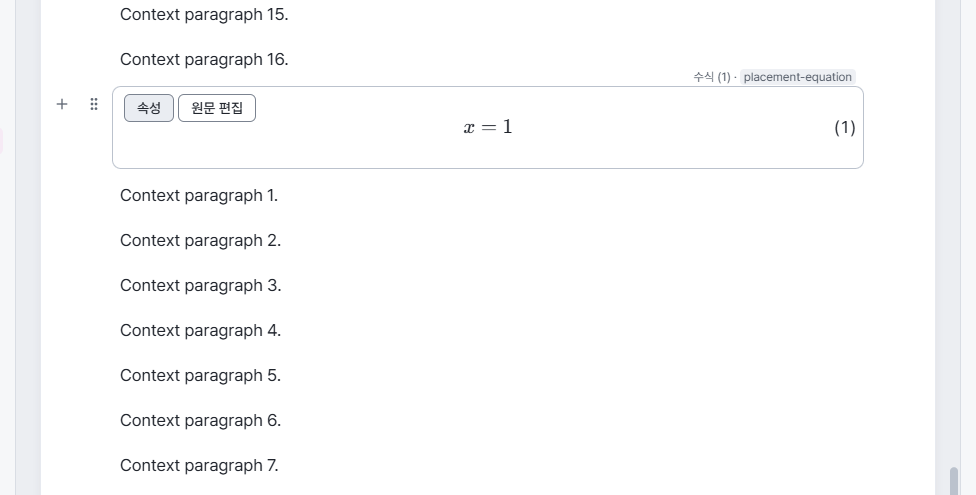 Context paragraph 15.
Context paragraph 16.
수식 (1) · placement-equation
속성 원문 편집
x = 1 (1)
Context paragraph 1.
Context paragraph 2.
Context paragraph 3.
Context paragraph 4.
Context paragraph 5.
Context paragraph 6.
Context paragraph 7.